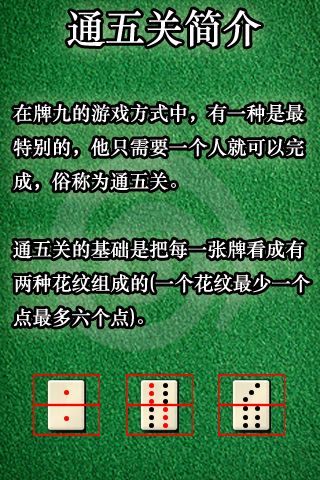 通五关简介
在牌九的游戏方式中，有一种是最
特别的，他只需要一个人就可以完
成，俗称为通五关。
通五关的基础是把每一张牌看成有
两种花纹组成的(一个花纹最少一个
点最多六个点)。